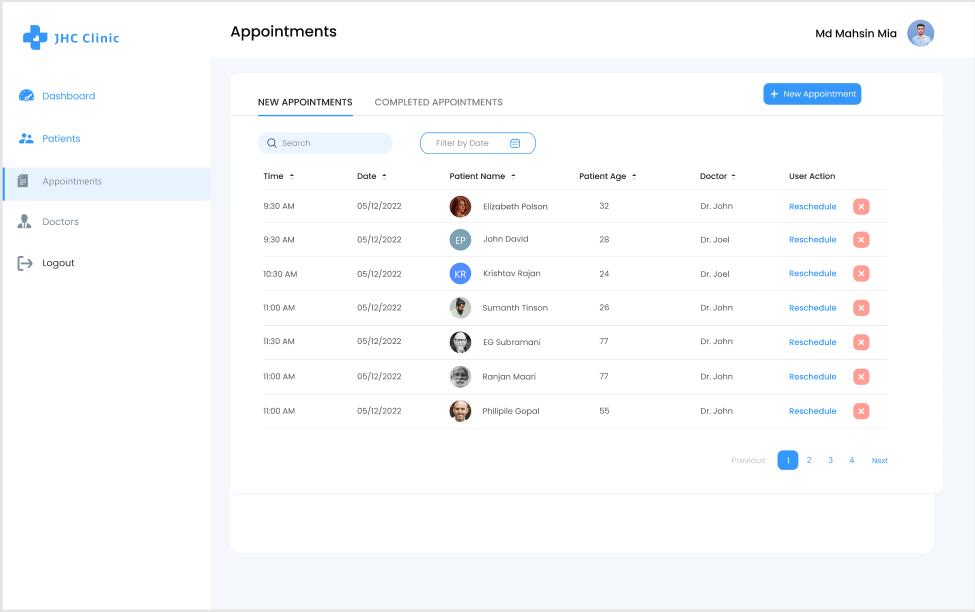 JHC Clinic
Appointments
Md Mahsin Mia
Dashboard
Patients
Appointments
Doctors
Logout
NEW APPOINTMENTS COMPLETED APPOINTMENTS
+ New Appointment
Search
Filter by Date
Time Date Patient Name Patient Age Doctor User Action
9:30 AM 05/12/2022 Elizabeth Polson 32 Dr. John Reschedule
9:30 AM 05/12/2022 EP John David 28 Dr. Joel Reschedule
10:30 AM 05/12/2022 KR Krishtav Rajan 24 Dr. Joel Reschedule
11:00 AM 05/12/2022 Sumanth Tinson 26 Dr. John Reschedule
11:30 AM 05/12/2022 EG Subramani 77 Dr. John Reschedule
11:00 AM 05/12/2022 Ranjan Maari 77 Dr. John Reschedule
11:00 AM 05/12/2022 Philipile Gopal 55 Dr. John Reschedule
Previous 1 2 3 4 Next